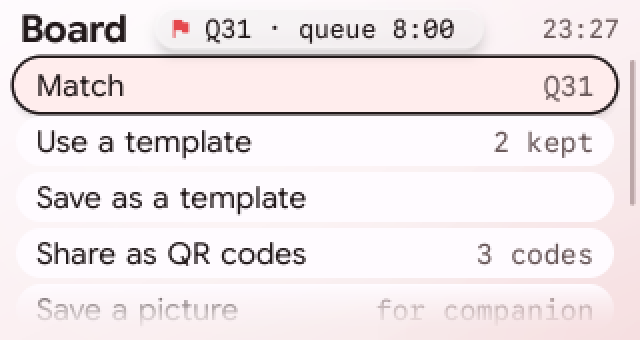 Board Q31 · queue 8:00 23:27
Match Q31
Use a template 2 kept
Save as a template
Share as QR codes 3 codes
Save a picture for companion